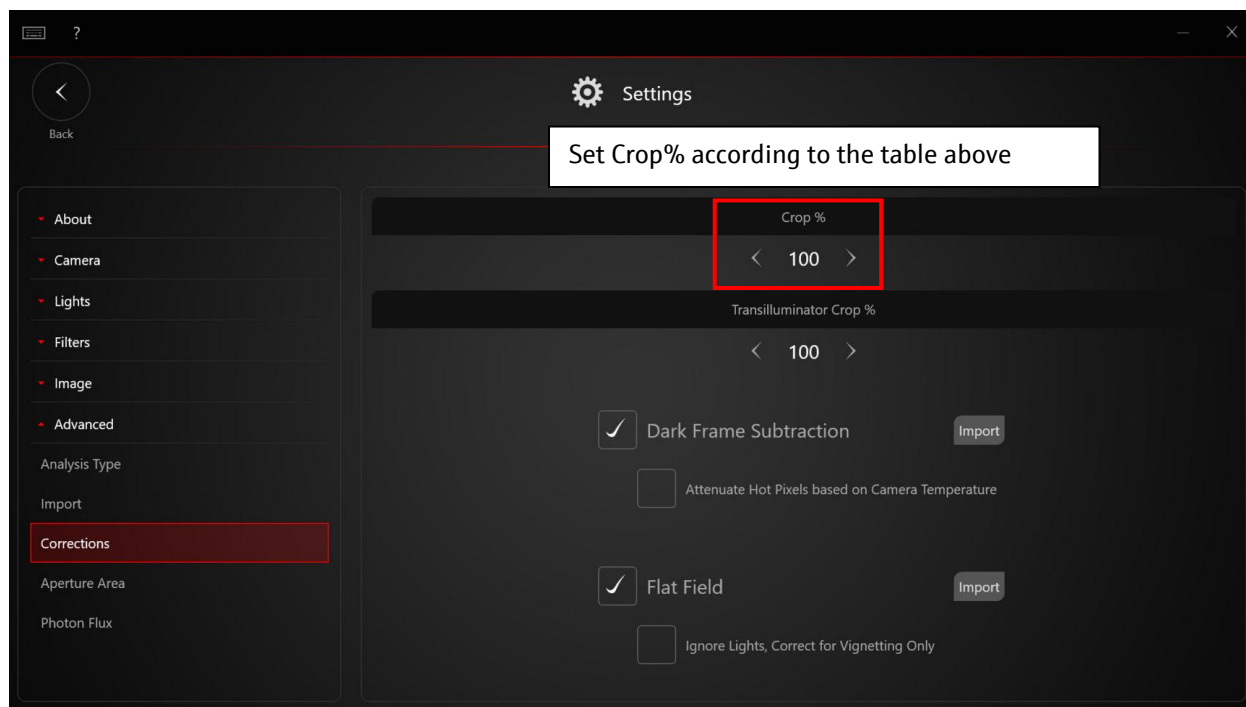 ?
Settings
Back
Set Crop% according to the table above
About
Camera
Lights
Filters
Image
Advanced
Analysis Type
Import
Corrections
Aperture Area
Photon Flux
Crop %
100
Transilluminator Crop %
100
Dark Frame Subtraction
Import
Attenuate Hot Pixels based on Camera Temperature
Flat Field
Import
Ignore Lights, Correct for Vignetting Only